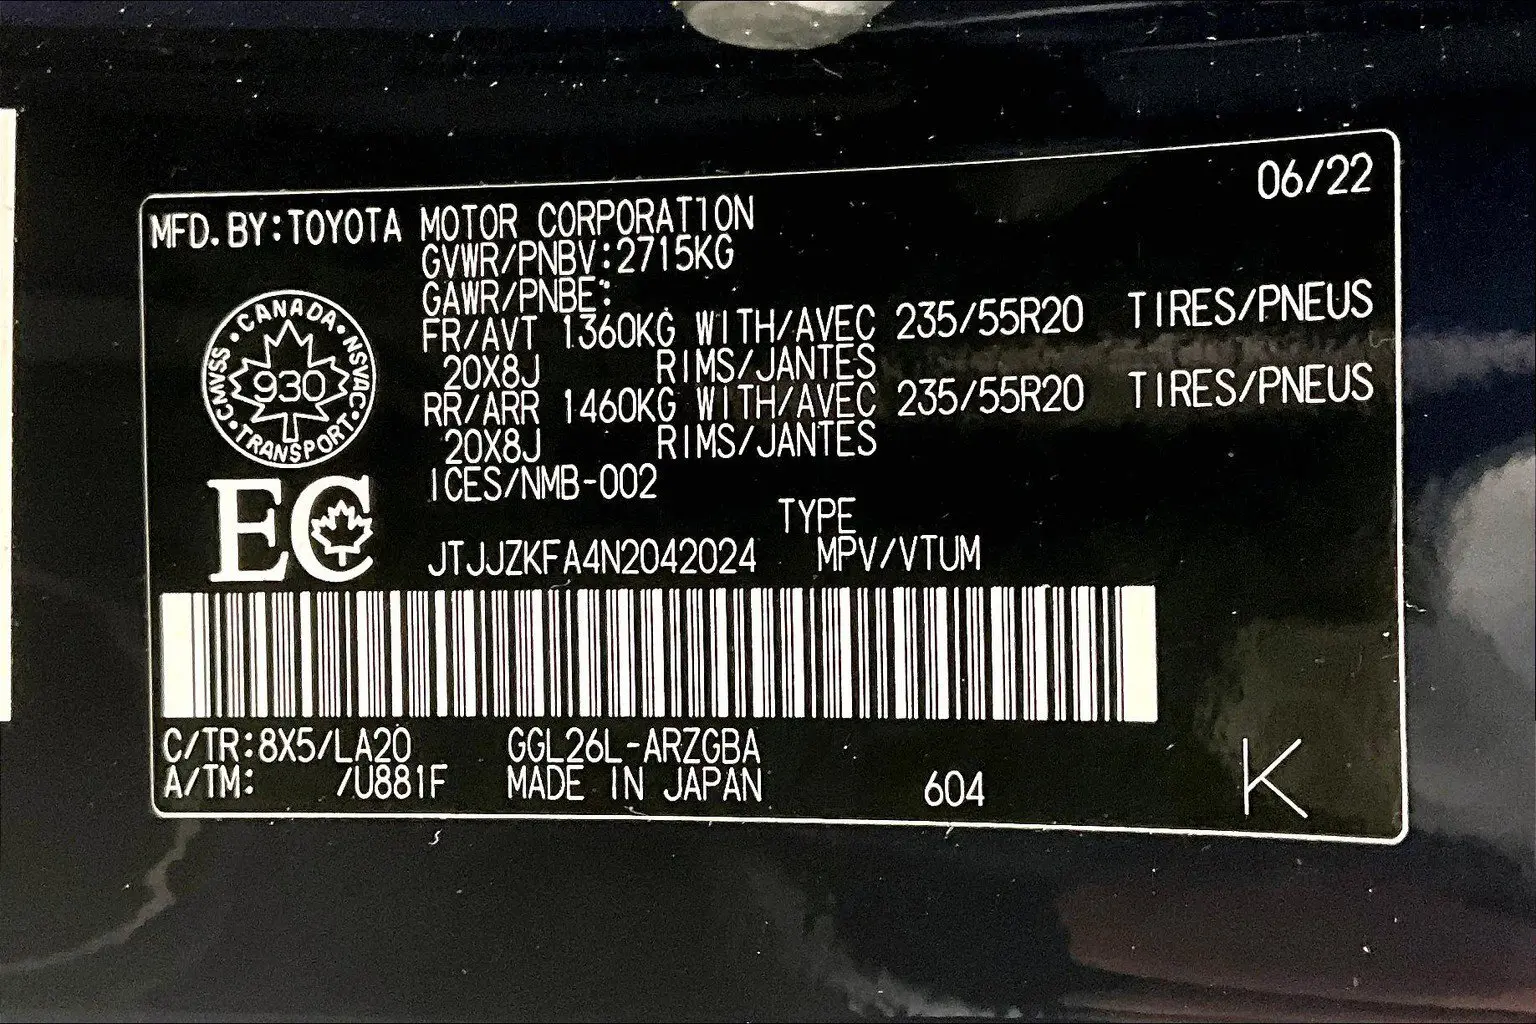 06/22
MFD.BY:TOYOTA MOTOR CORPORATION
GVWR/PNBV:2715KG
GAWR/PNBE:
FR/AVT 1360KG WITH/AVEC 235/55R20 TIRES/PNEUS
20X8J RIMS/JANTES
RR/ARR 1460KG WITH/AVEC 235/55R20 TIRES/PNEUS
20X8J RIMS/JANTES
ICES/NMB-002
CANADA
CMVSS 930 NSVAC
TRANSPORT
EC
TYPE
JTJJZKFA4N2042024 MPV/VTUM
C/TR:8X5/LA20 GGL26L-ARZGBA
A/TM: /U881F MADE IN JAPAN 604 K